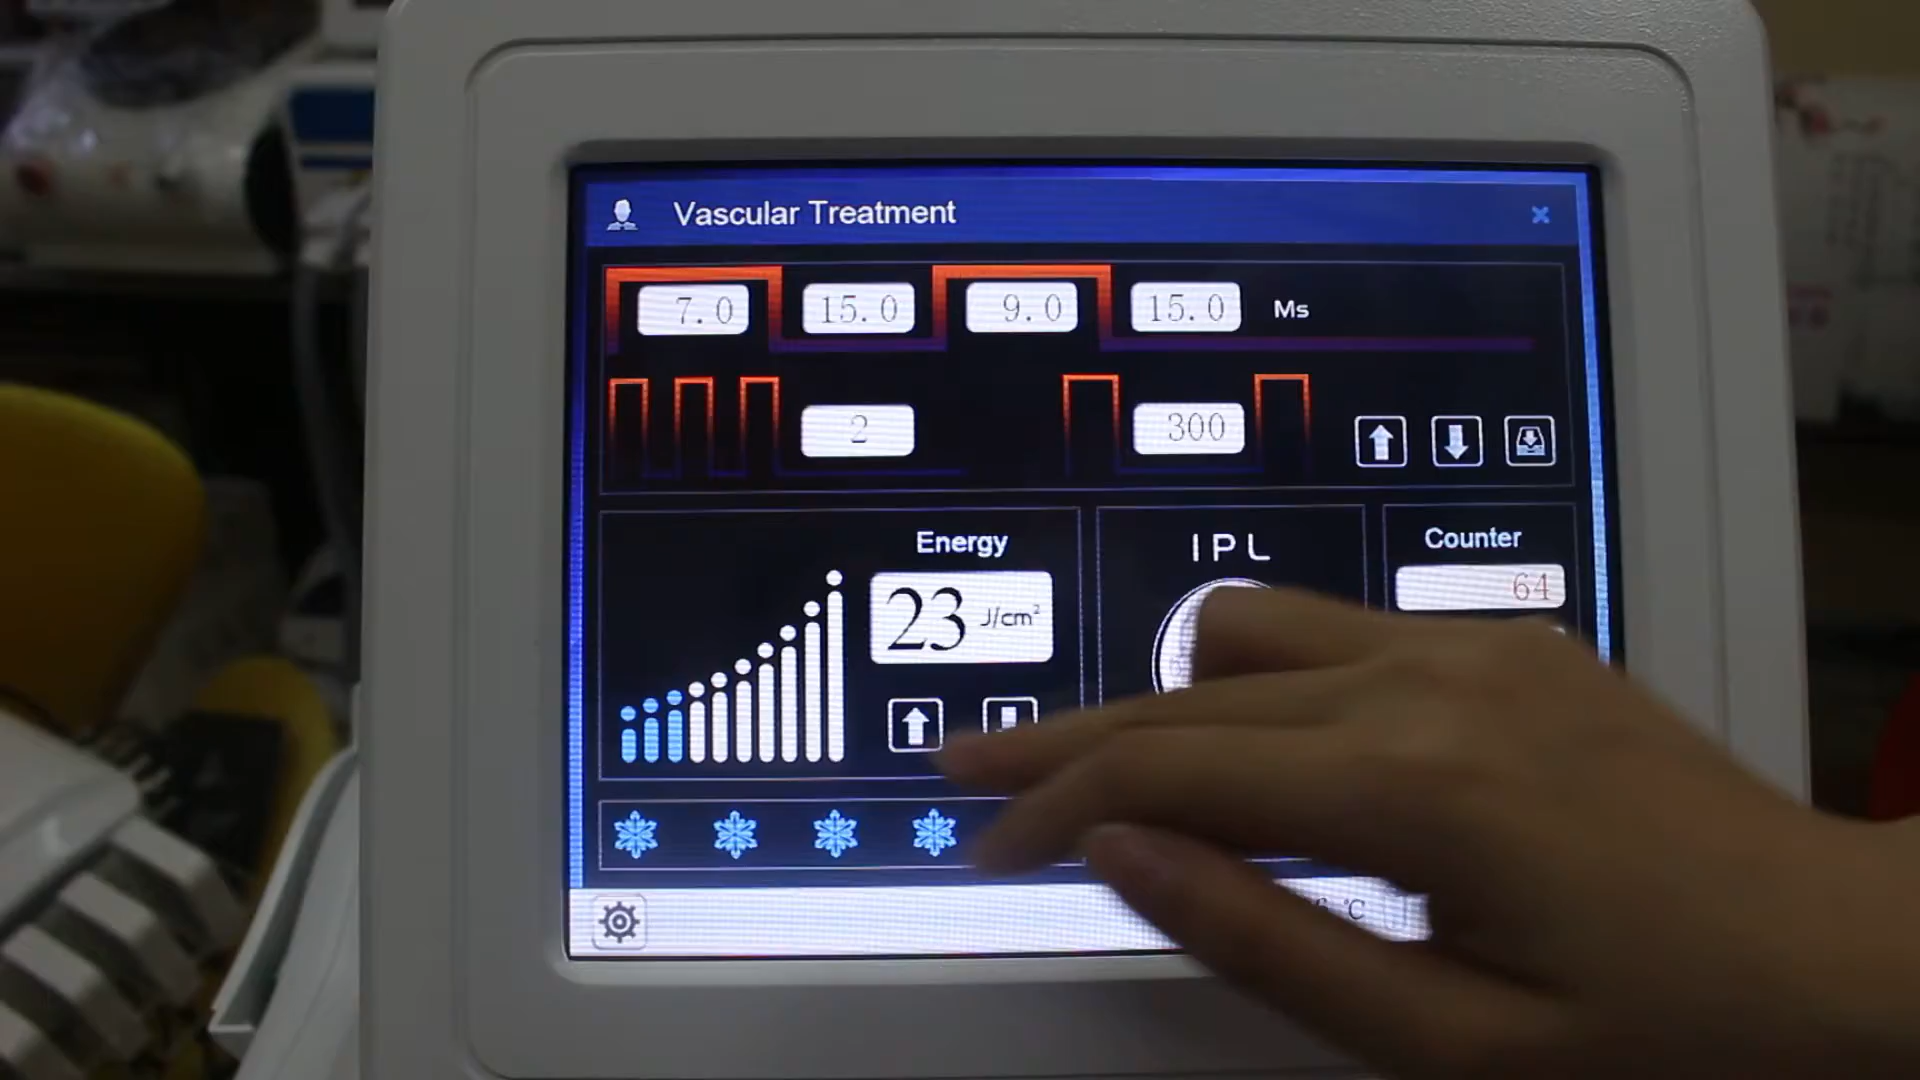 Vascular Treatment
7.0 15.0 9.0 15.0 Ms
2 300
Energy
23 J/cm²
IPL
Counter
64
°C